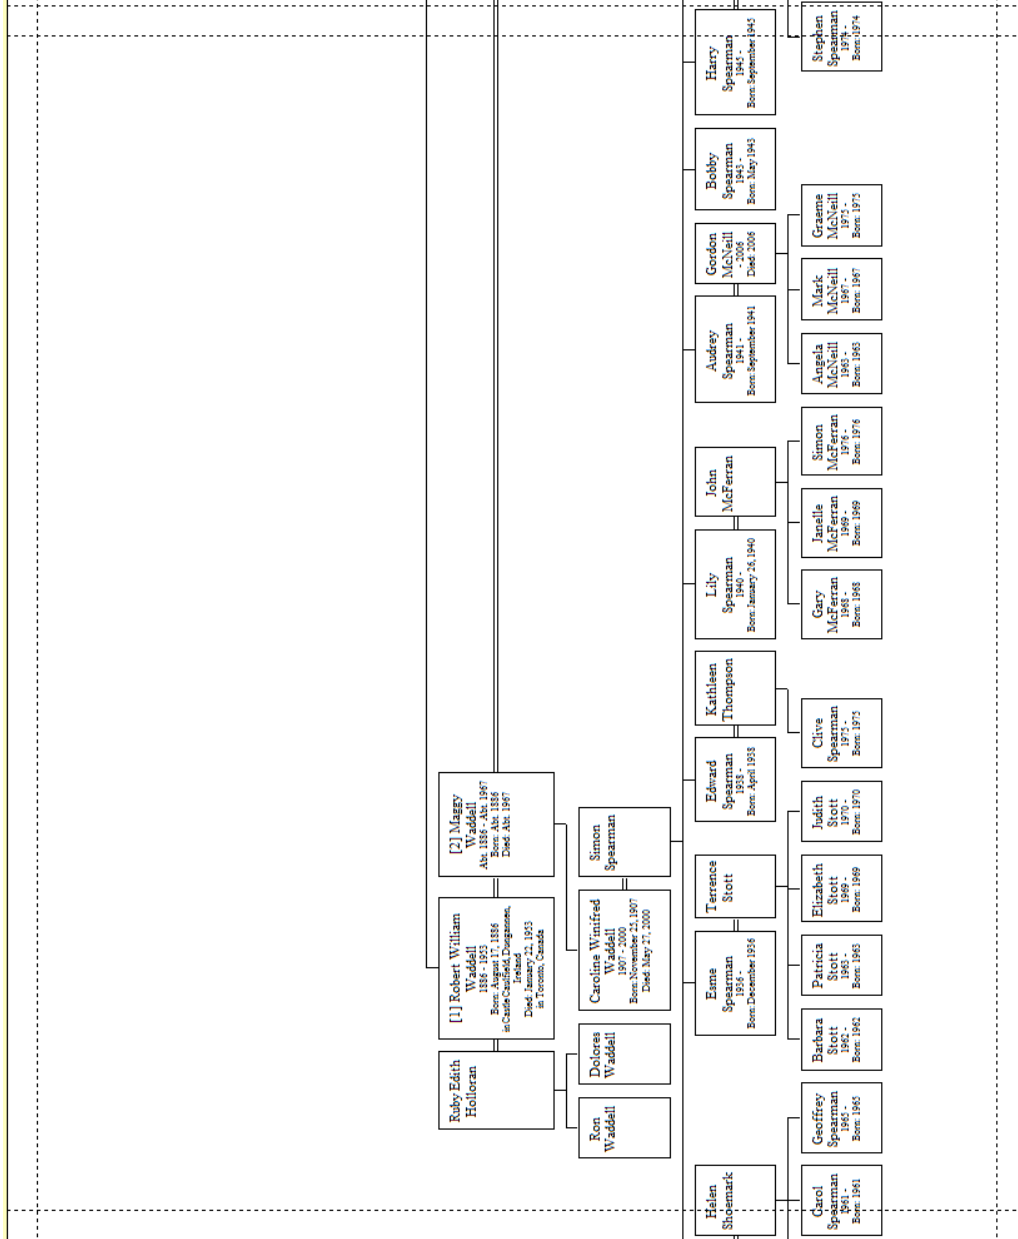 [2] Maggy
Waddell
Abt. 1886 - Abt. 1967
Born: Abt. 1886
Died: Abt. 1967
[1] Robert William
Waddell
1886 - 1953
Born: August 17, 1886
in Castle Caulfield, Dungannon,
Ireland
Died: January 22, 1953
in Toronto, Canada
Ruby Edith
Holloran
Simon
Spearman
Caroline Winifred
Waddell
1907 - 2000
Born: November 25, 1907
Died: May 27, 2000
Dolores
Waddell
Ron
Waddell
Harry
Spearman
1945 -
Born: September 1945
Bobby
Spearman
1943 -
Born: May 1943
Gordon
McNeill
- 2006
Died: 2006
Audrey
Spearman
1941 -
Born: September 1941
John
McFerran
Lily
Spearman
1940 -
Born: January 26, 1940
Kathleen
Thompson
Edward
Spearman
1938 -
Born: April 1938
Terrence
Stott
Esme
Spearman
1936 -
Born: December 1936
Helen
Shoemark
Stephen
Spearman
1974 -
Born: 1974
Graeme
McNeill
1975 -
Born: 1975
Mark
McNeill
1967 -
Born: 1967
Angela
McNeill
1963 -
Born: 1963
Simon
McFerran
1976 -
Born: 1976
Janelle
McFerran
1969 -
Born: 1969
Gary
McFerran
1968 -
Born: 1968
Clive
Spearman
1975 -
Born: 1975
Judith
Stott
1970 -
Born: 1970
Elizabeth
Stott
1969 -
Born: 1969
Patricia
Stott
1963 -
Born: 1963
Barbara
Stott
1962 -
Born: 1962
Geoffrey
Spearman
1965 -
Born: 1965
Carol
Spearman
1961 -
Born: 1961